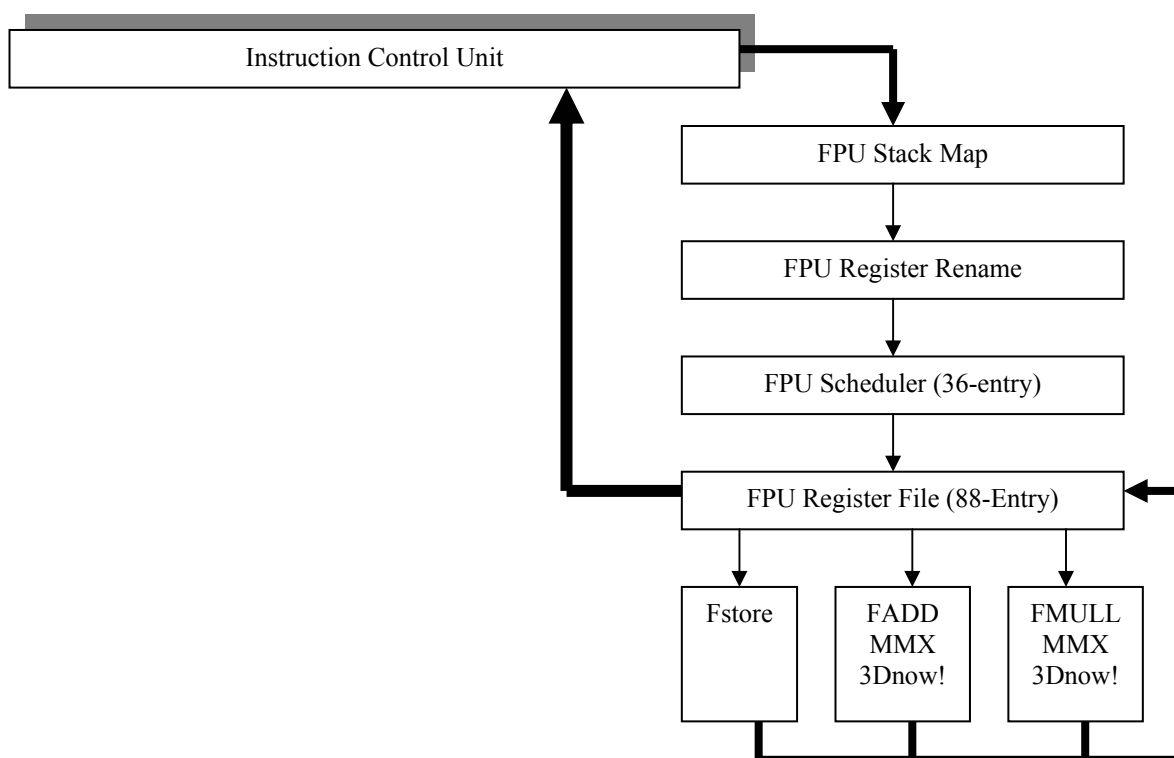 Instruction Control Unit
FPU Stack Map
FPU Register Rename
FPU Scheduler (36-entry)
FPU Register File (88-Entry)
Fstore
FADD
MMX
3Dnow!
FMULL
MMX
3Dnow!